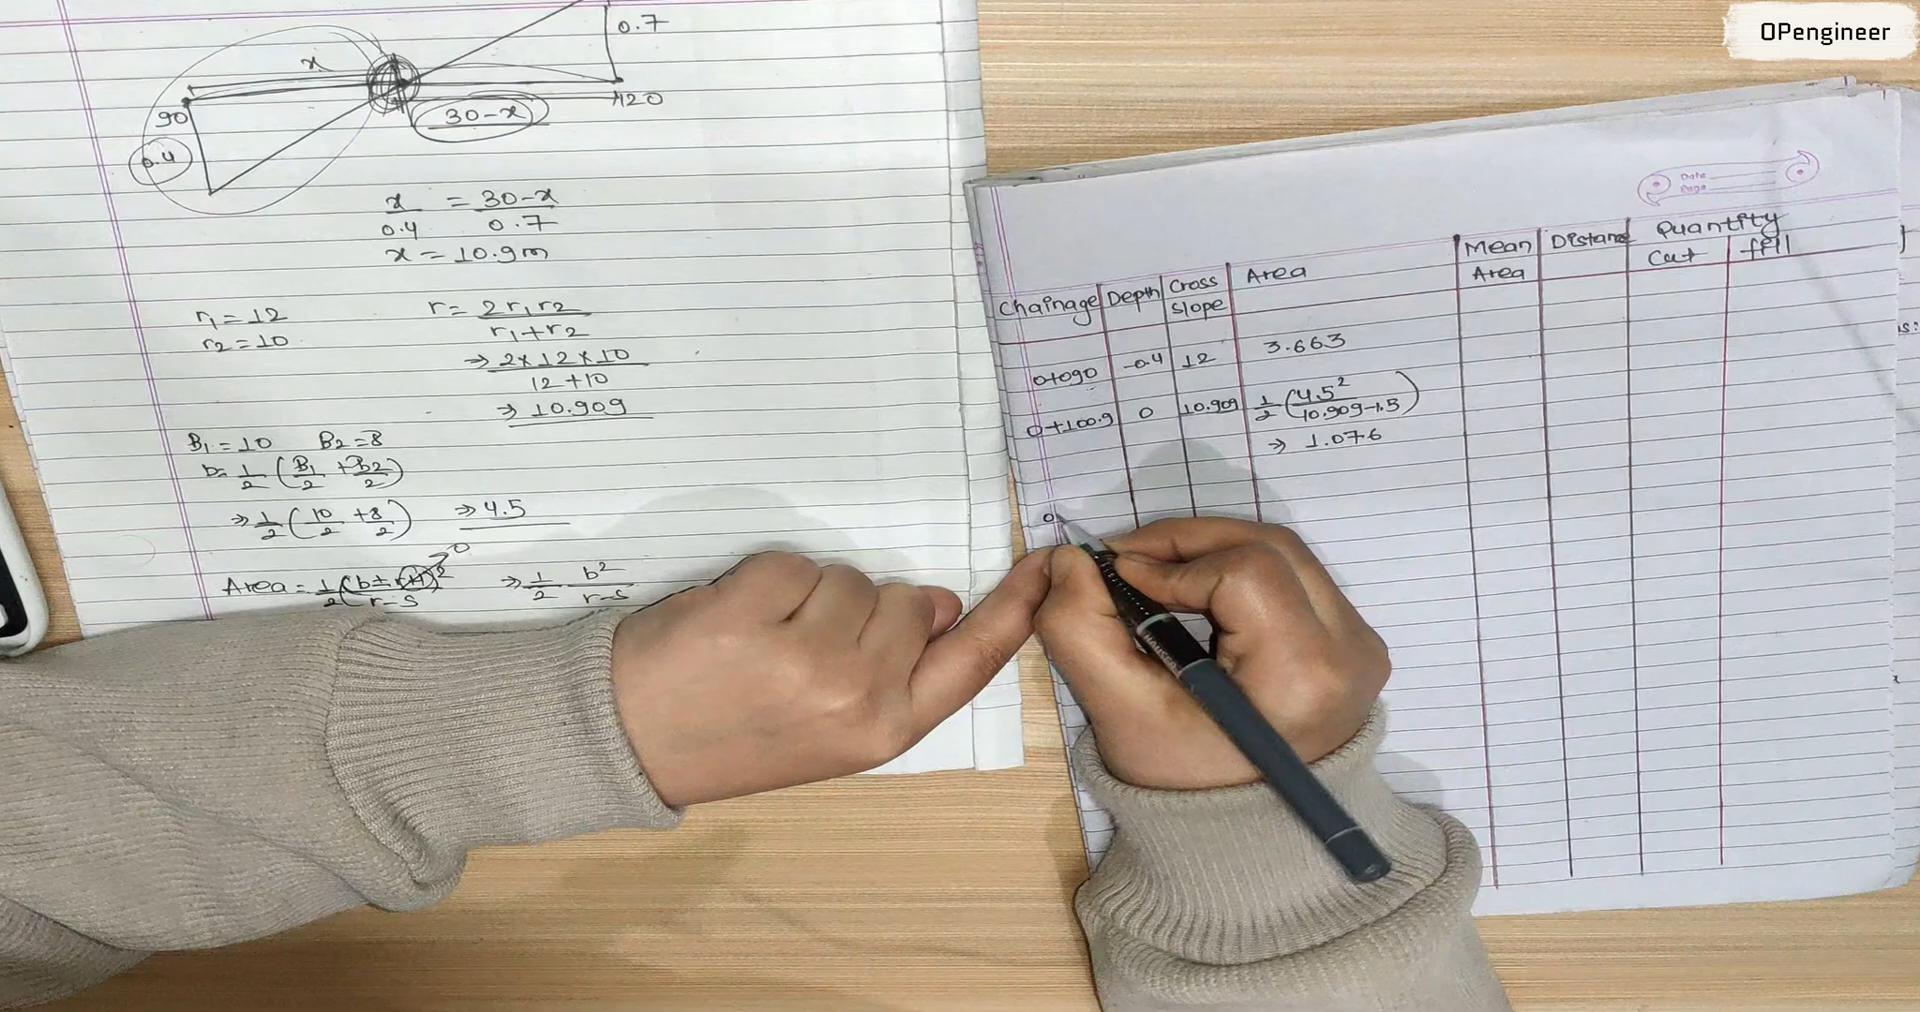 OPengineer
0.7
x
90
120
30-x
0.4
x/0.4 = 30-x/0.7
x = 10.9m
r₁ = 12
r₂ = 10
r = 2r₁r₂/r₁+r₂
⇒ 2×12×10/12+10
⇒ 10.909
B₁ = 10 B₂ = 8
b = 1/2 (B₁/2 + B₂/2)
⇒ 1/2 (10/2 + 8/2) ⇒ 4.5
0
Area = 1/2 (b±rH)²/r-s ⇒ 1/2 b²/r-s
Date
Page
Chainage Depth Cross Slope Area Mean Area Distance Quantity
Cut fill
0+090 -0.4 12 3.663
0+100.9 0 10.909 1/2 (4.5²/10.909-1.5)
⇒ 1.076
0
s: